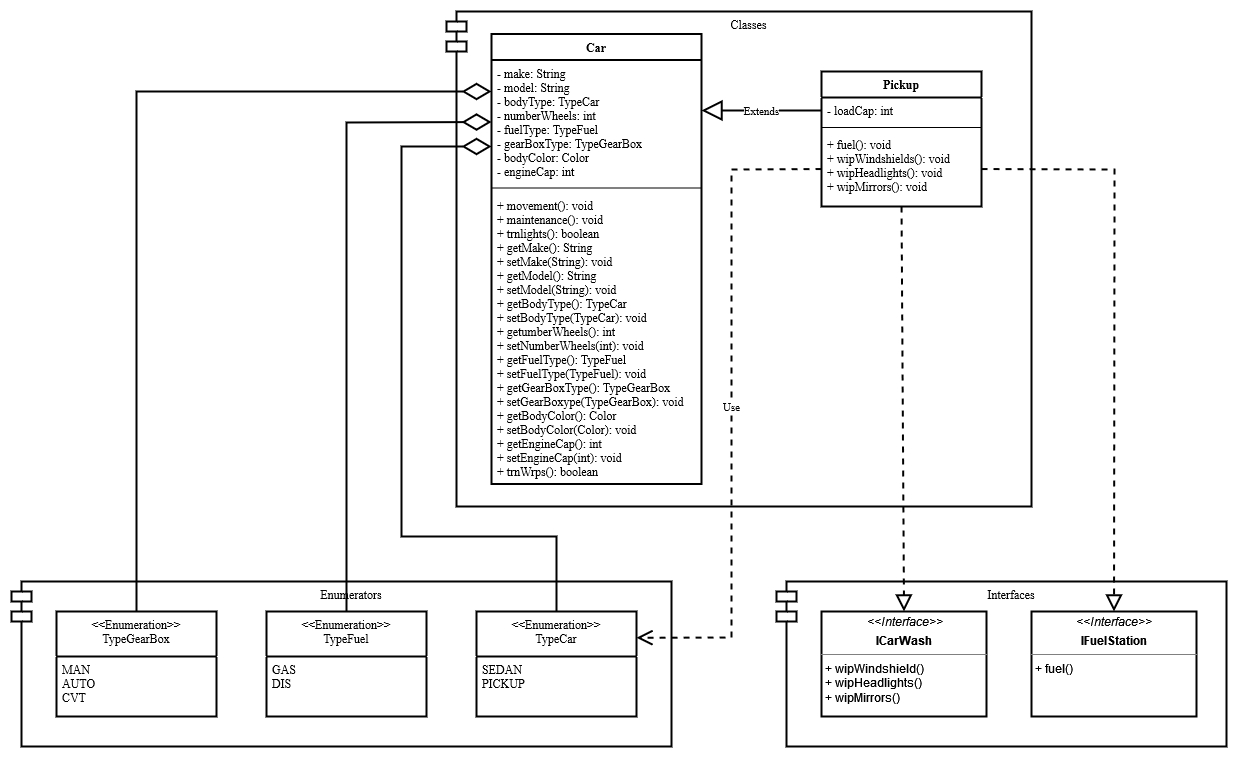 Classes
Car
- make: String
- model: String
- bodyType: TypeCar
- numberWheels: int
- fuelType: TypeFuel
- gearBoxType: TypeGearBox
- bodyColor: Color
- engineCap: int
+ movement(): void
+ maintenance(): void
+ trnlights(): boolean
+ getMake(): String
+ setMake(String): void
+ getModel(): String
+ setModel(String): void
+ getBodyType(): TypeCar
+ setBodyType(TypeCar): void
+ getumberWheels(): int
+ setNumberWheels(int): void
+ getFuelType(): TypeFuel
+ setFuelType(TypeFuel): void
+ getGearBoxType(): TypeGearBox
+ setGearBoxype(TypeGearBox): void
+ getBodyColor(): Color
+ setBodyColor(Color): void
+ getEngineCap(): int
+ setEngineCap(int): void
+ trnWrps(): boolean
Extends
Pickup
- loadCap: int
+ fuel(): void
+ wipWindshields(): void
+ wipHeadlights(): void
+ wipMirrors(): void
Use
Enumerators
<<Enumeration>>
TypeGearBox
MAN
AUTO
CVT
<<Enumeration>>
TypeFuel
GAS
DIS
<<Enumeration>>
TypeCar
SEDAN
PICKUP
Interfaces
<<Interface>>
ICarWash
+ wipWindshield()
+ wipHeadlights()
+ wipMirrors()
<<Interface>>
IFuelStation
+ fuel()